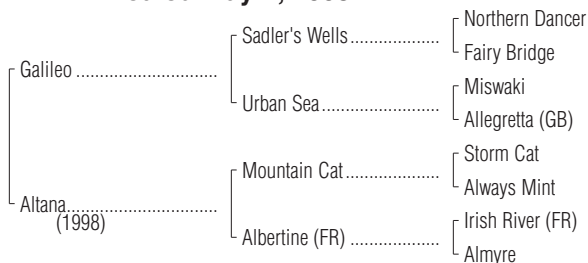 Northern Dancer
Sadler's Wells
Fairy Bridge
Galileo
Miswaki
Urban Sea
Allegretta (GB)
Storm Cat
Mountain Cat
Always Mint
Altana
(1998)
Irish River (FR)
Albertine (FR)
Almyre